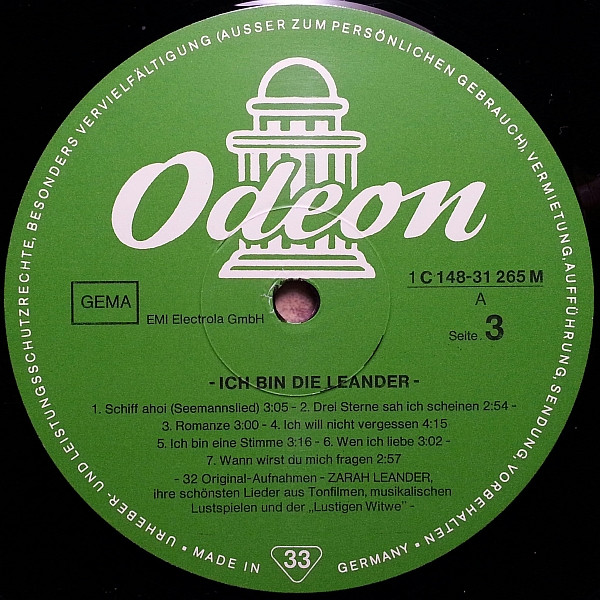 URHEBER- UND LEISTUNGSSCHUTZRECHTE, BESONDERS VERVIELFÄLTIGUNG (AUSSER ZUM PERSÖNLICHEN GEBRAUCH), VERMIETUNG, AUFFÜHRUNG, SENDUNG, VORBEHALTEN •
Odeon
1 C 148-31 265 M
GEMA
EMI Electrola GmbH
A
Seite. 3
- ICH BIN DIE LEANDER -
1. Schiff ahoi (Seemannslied) 3:05 - 2. Drei Sterne sah ich scheinen 2:54 -
3. Romanze 3:00 - 4. Ich will nicht vergessen 4:15
5. Ich bin eine Stimme 3:16 - 6. Wen ich liebe 3:02 -
7. Wann wirst du mich fragen 2:57
- 32 Original-Aufnahmen - ZARAH LEANDER,
ihre schönsten Lieder aus Tonfilmen, musikalischen
Lustspielen und der „Lustigen Witwe" -
• MADE IN 33 GERMANY •